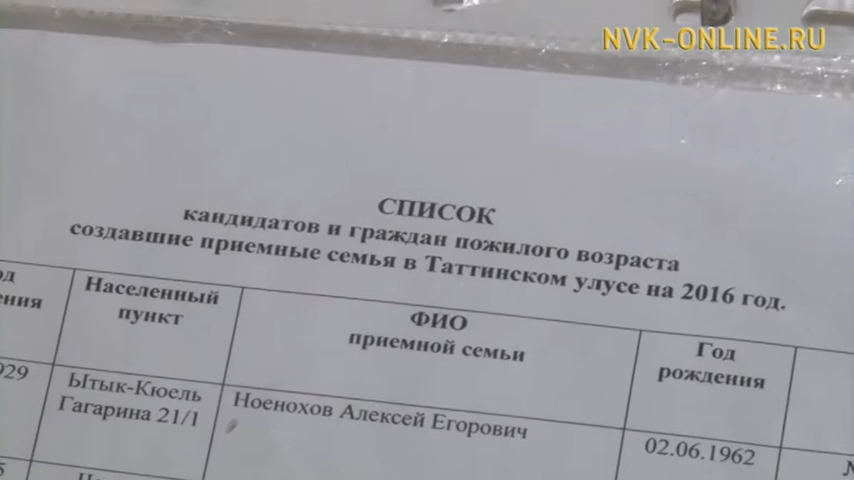 NVK-ONLINE.RU
СПИСОК
кандидатов и граждан пожилого возраста
создавшие приемные семья в Таттинском улусе на 2016 год.
Населенный
пункт
ФИО
приемной семьи
Год
рождения
929
Ытык-Кюель
Гагарина 21/1
Ноенохов Алексей Егорович
02.06.1962